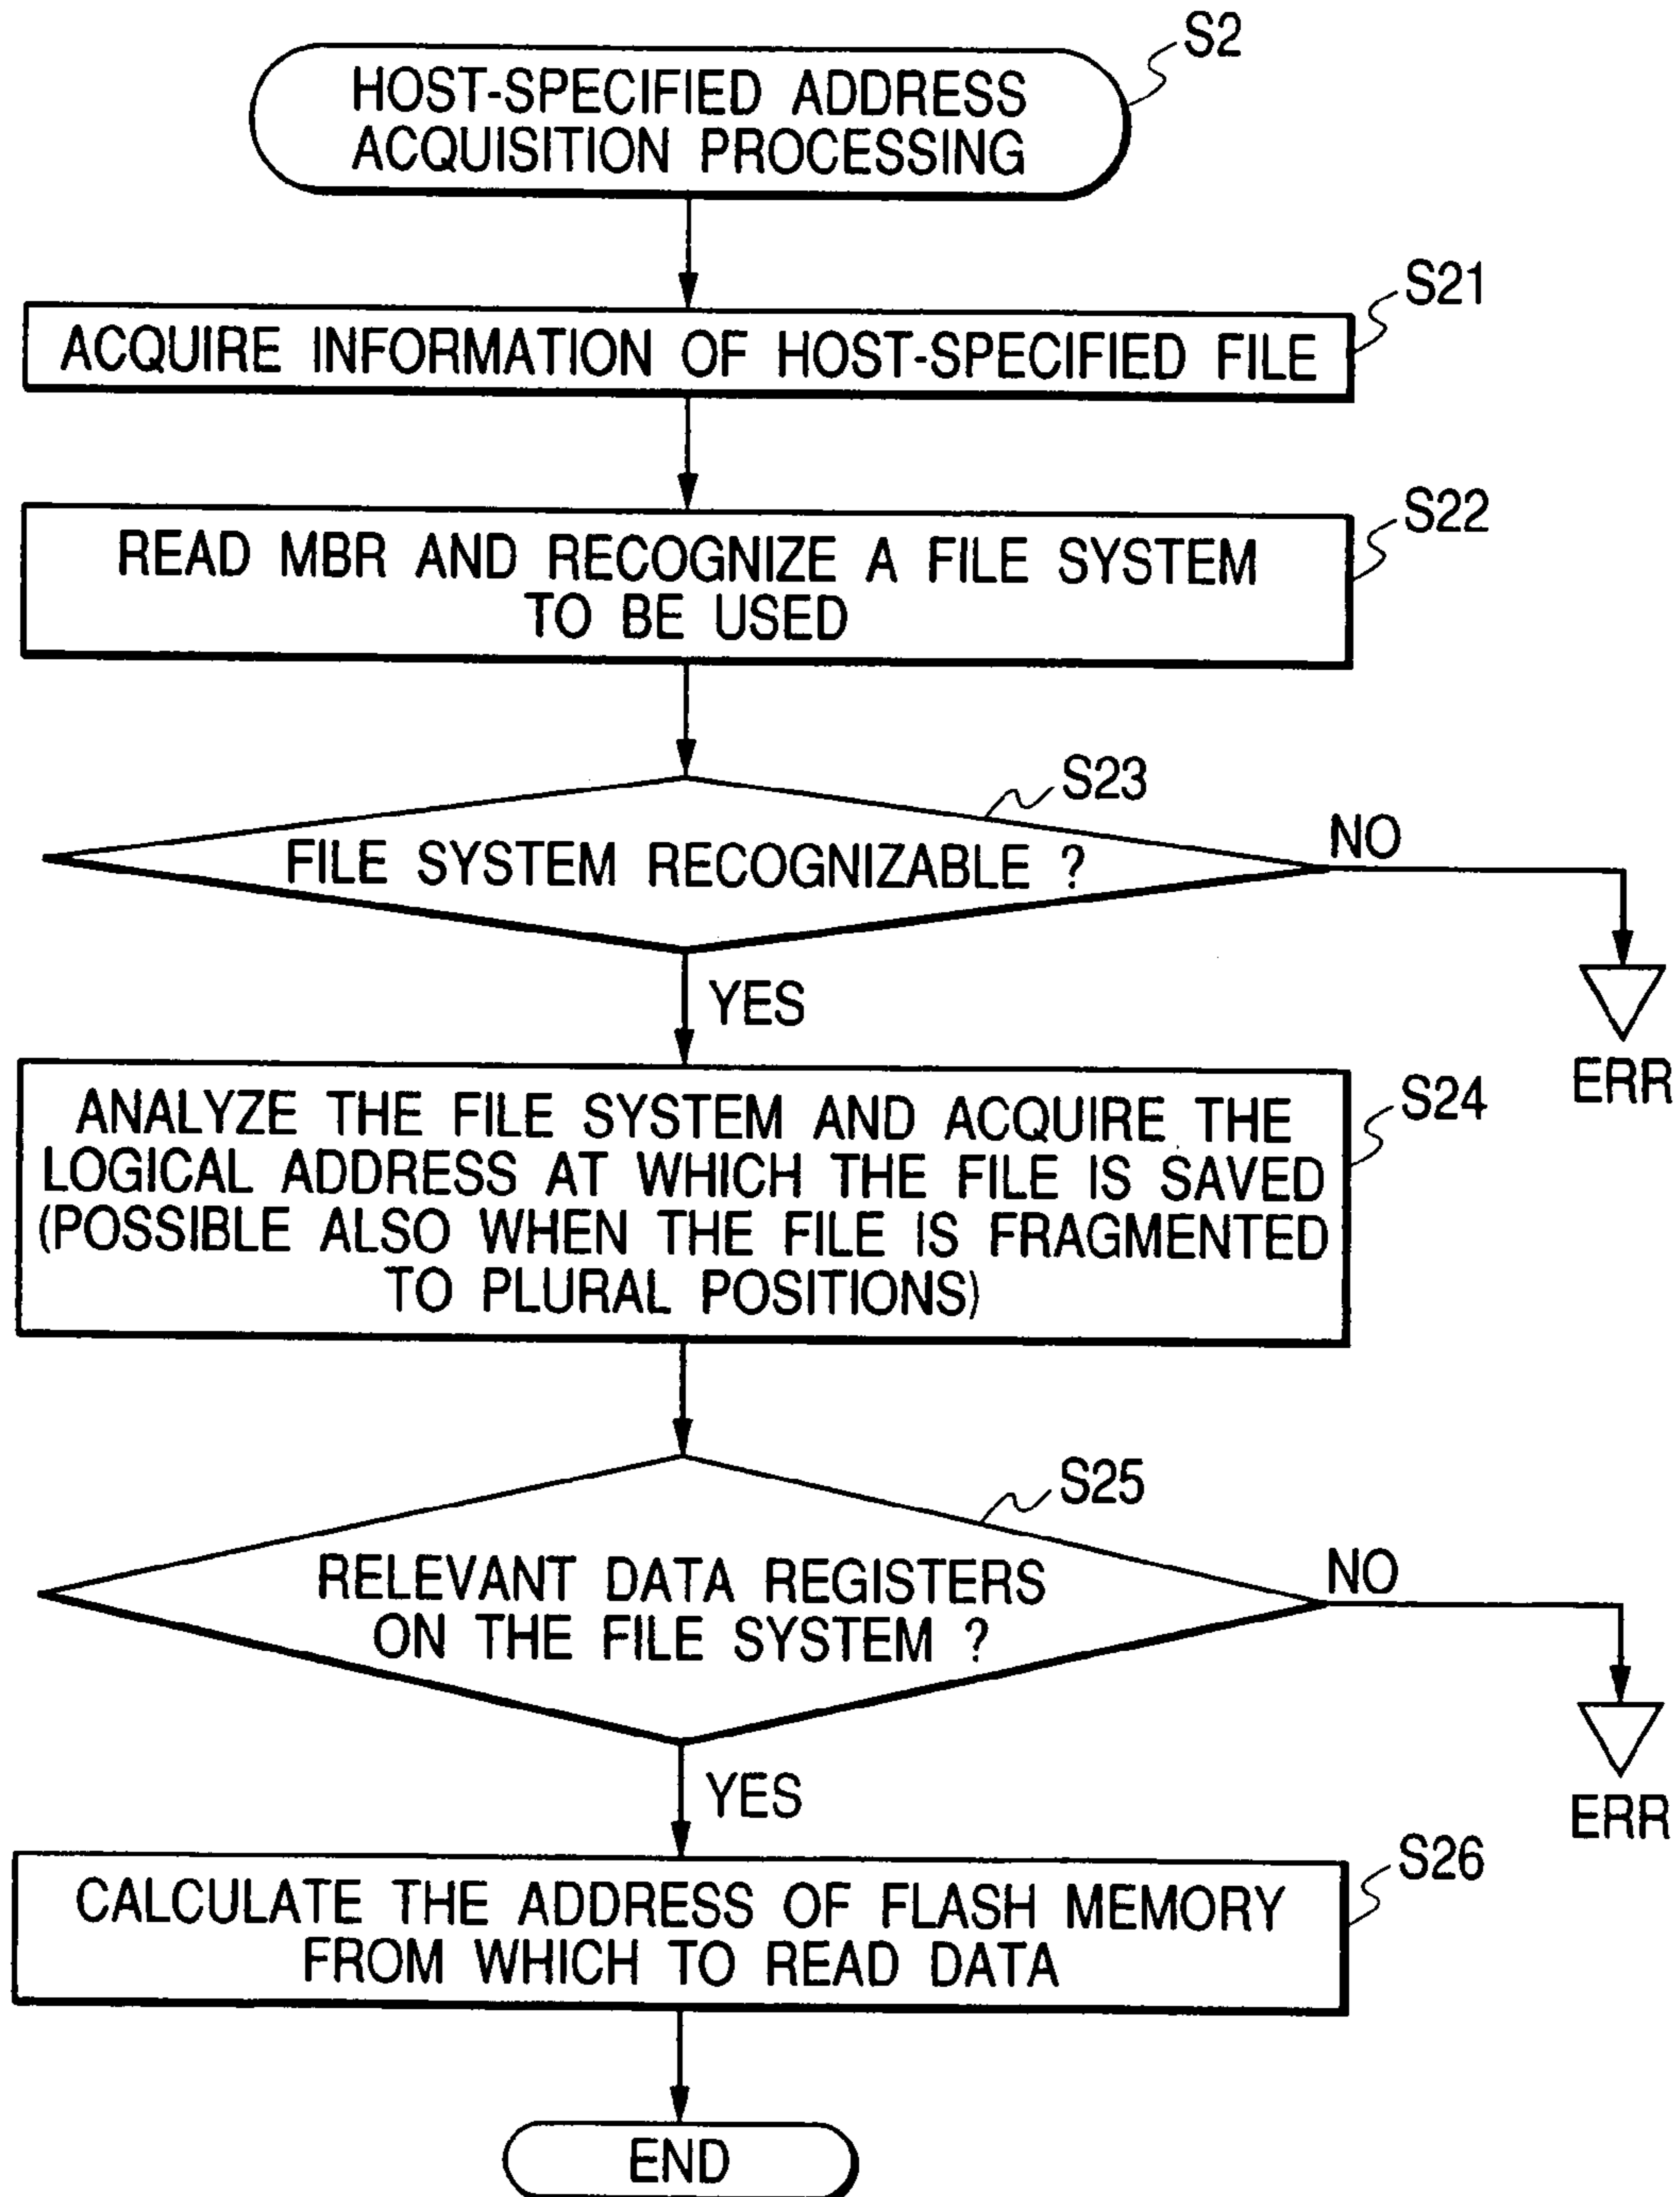 S2
HOST-SPECIFIED ADDRESS
ACQUISITION PROCESSING
S21
ACQUIRE INFORMATION OF HOST-SPECIFIED FILE
S22
READ MBR AND RECOGNIZE A FILE SYSTEM
TO BE USED
S23
FILE SYSTEM RECOGNIZABLE ?
NO
YES
ERR
S24
ANALYZE THE FILE SYSTEM AND ACQUIRE THE
LOGICAL ADDRESS AT WHICH THE FILE IS SAVED
(POSSIBLE ALSO WHEN THE FILE IS FRAGMENTED
TO PLURAL POSITIONS)
S25
RELEVANT DATA REGISTERS
ON THE FILE SYSTEM ?
NO
YES
ERR
S26
CALCULATE THE ADDRESS OF FLASH MEMORY
FROM WHICH TO READ DATA
END